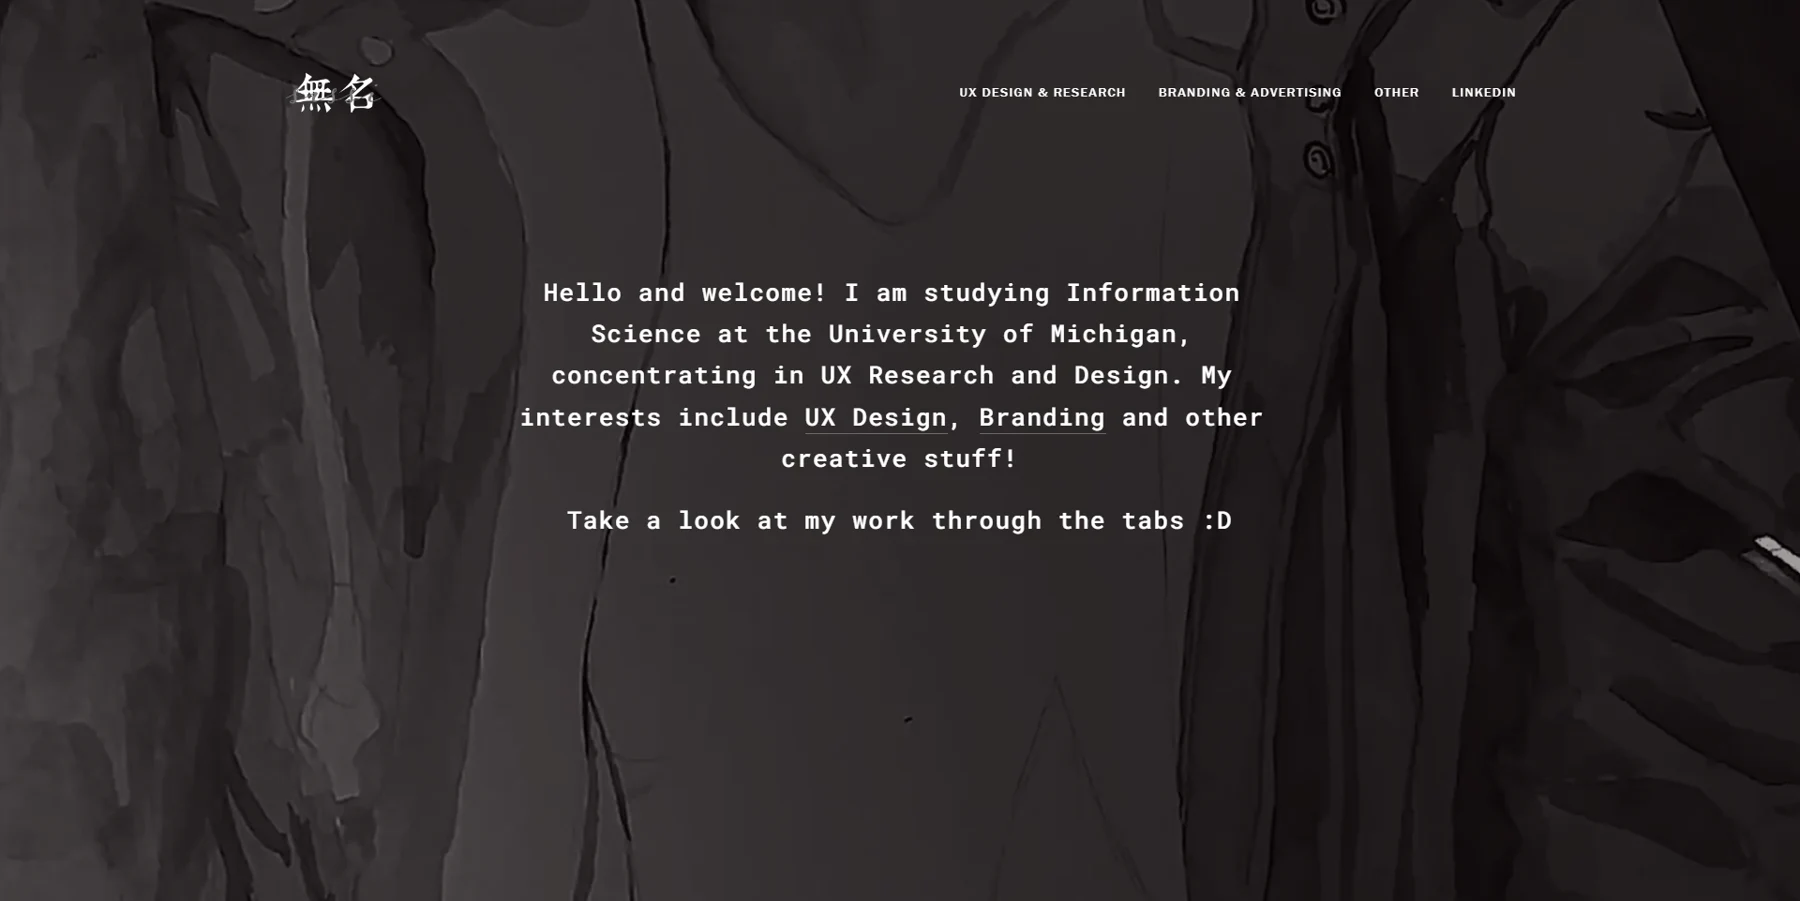 無名
UX DESIGN & RESEARCH
BRANDING & ADVERTISING
OTHER
LINKEDIN
Hello and welcome! I am studying Information
Science at the University of Michigan,
concentrating in UX Research and Design. My
interests include UX Design, Branding and other
creative stuff!
Take a look at my work through the tabs :D